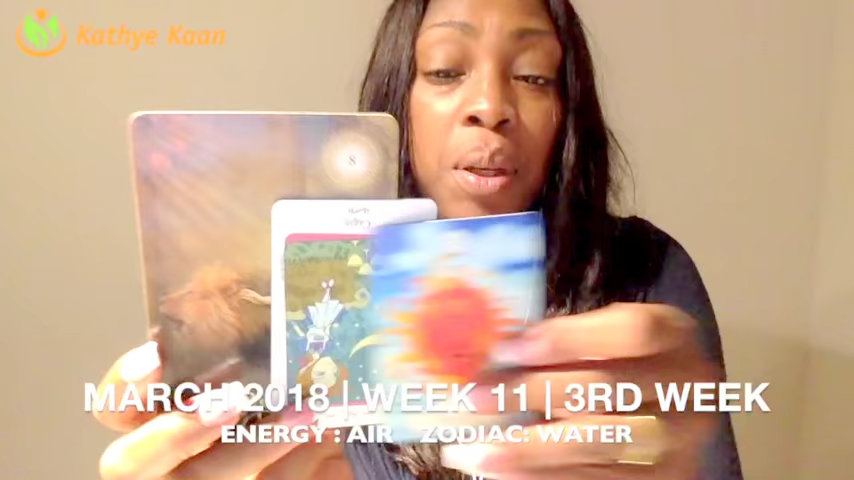 Kathye Kaan
8
MARCH 2018 | WEEK 11 | 3RD WEEK
ENERGY : AIR ZODIAC: WATER